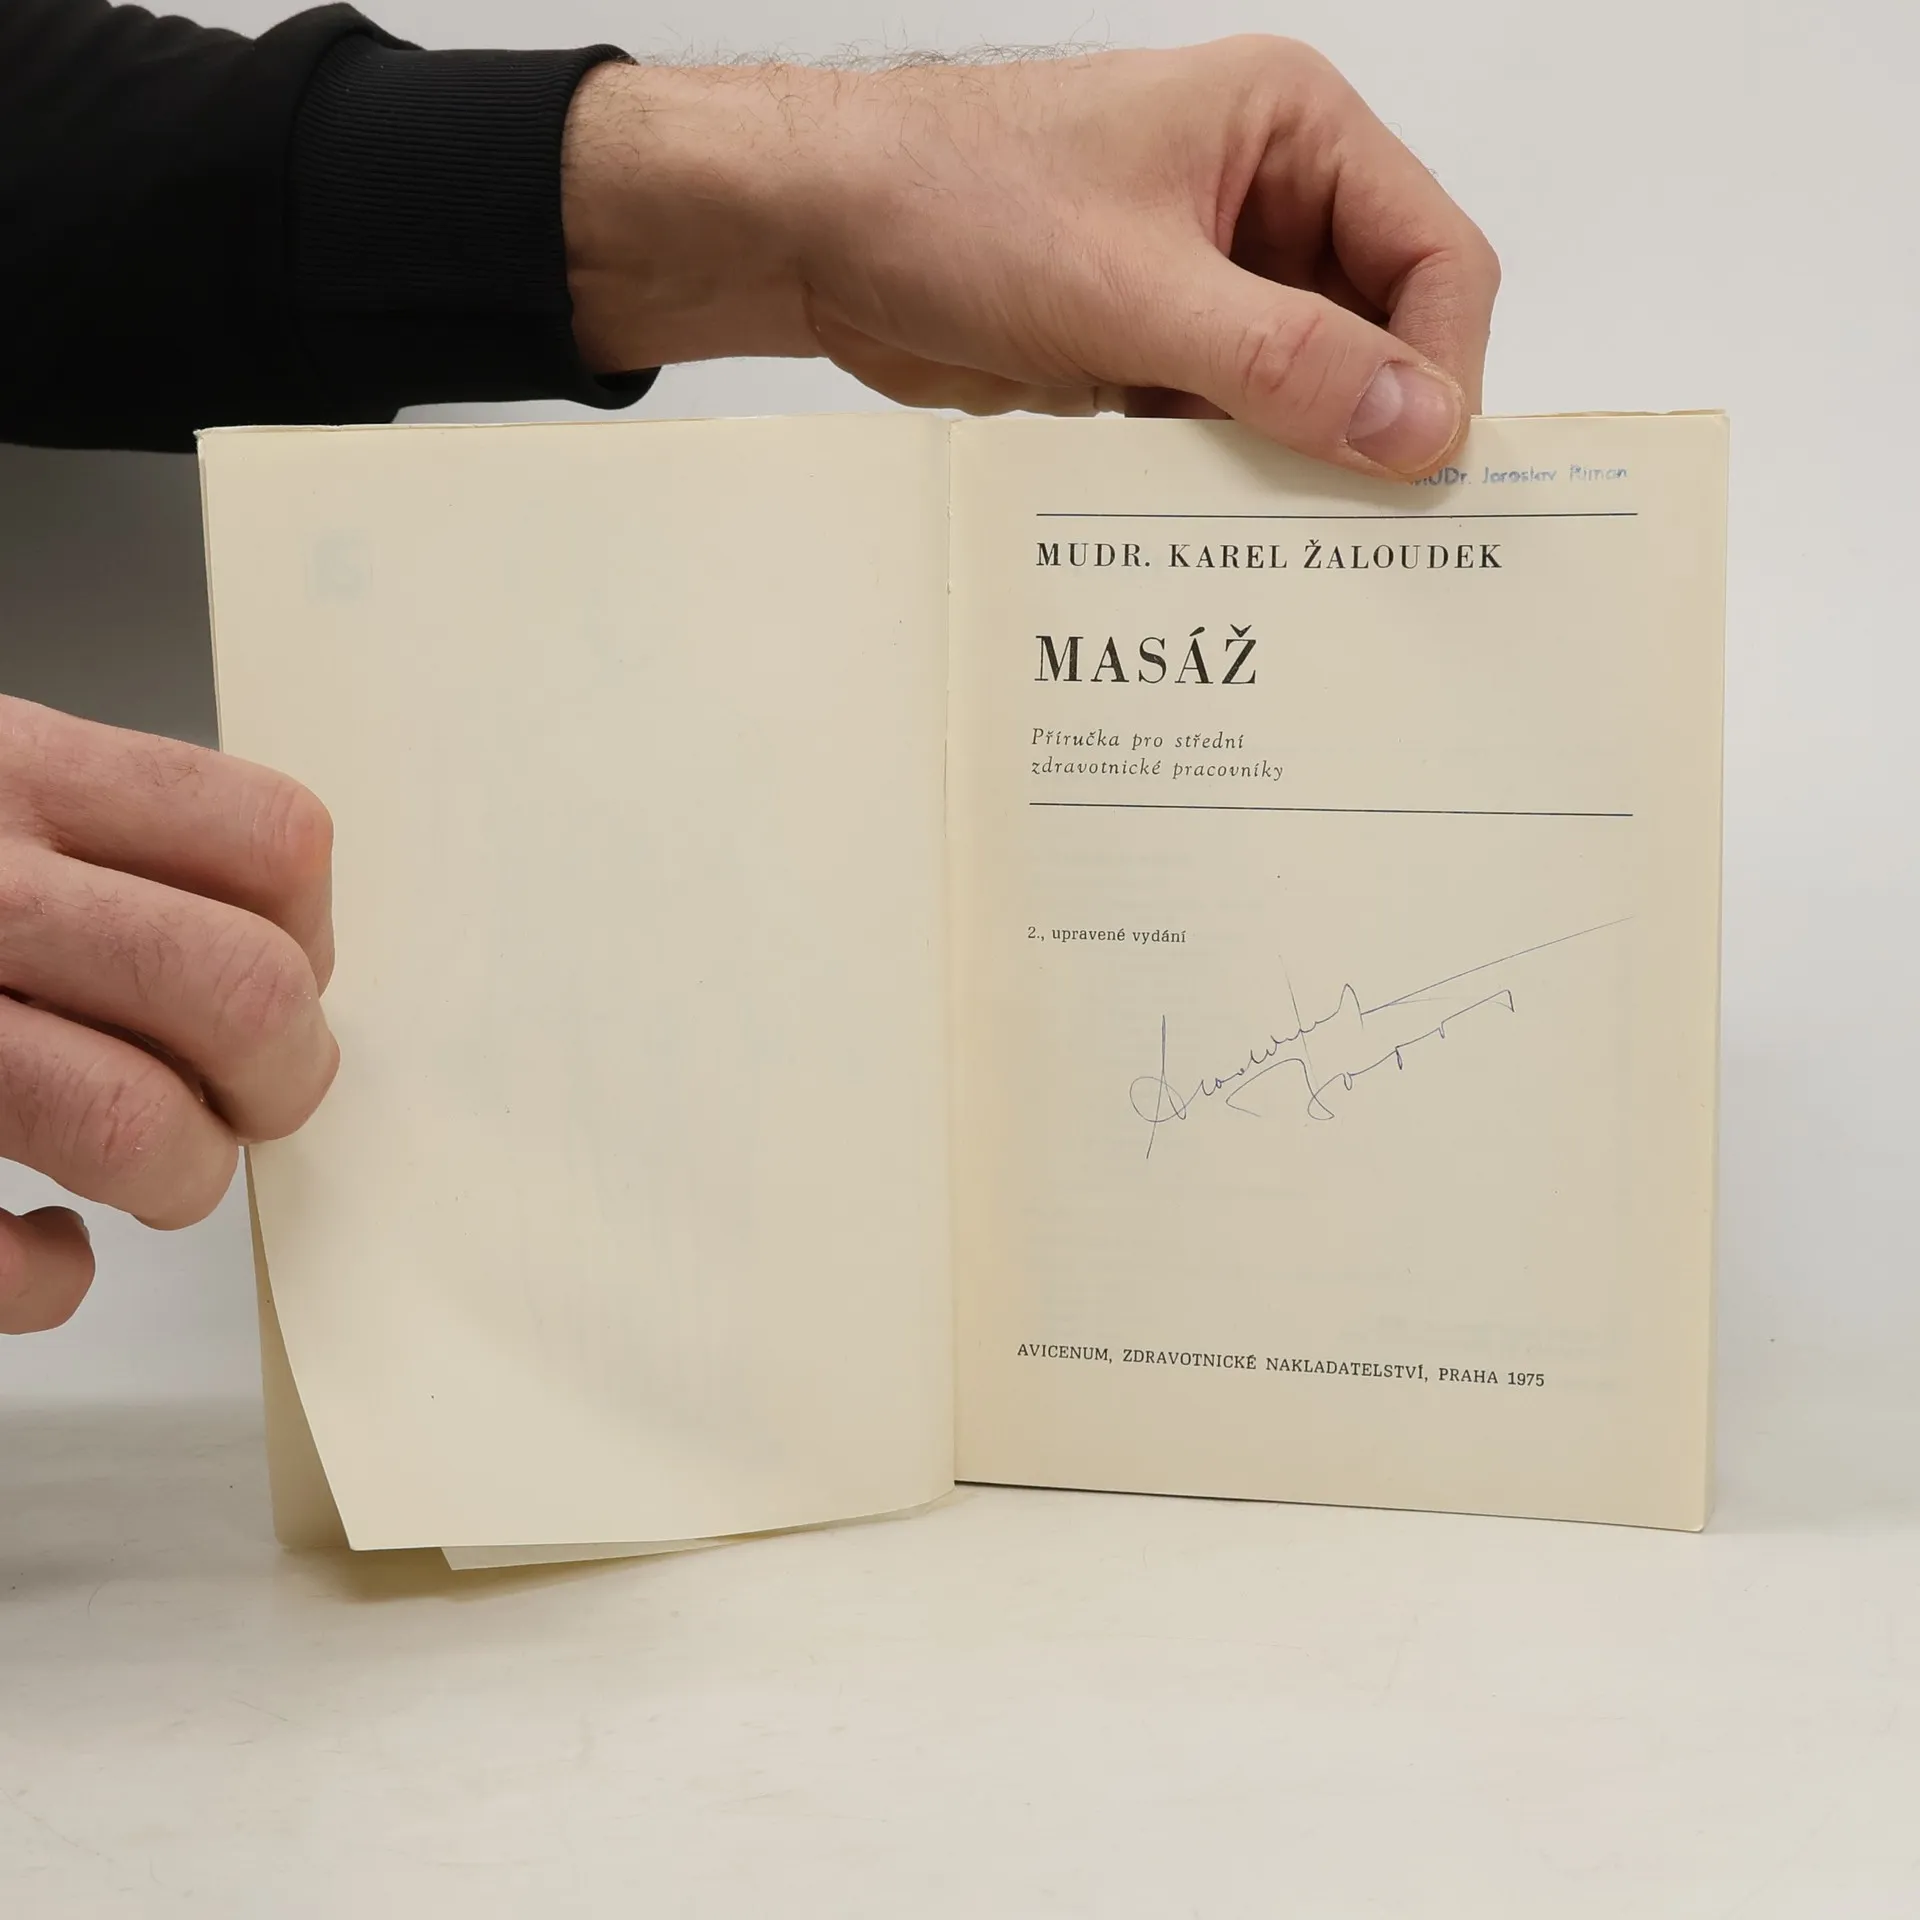 MUDr. Jaroslav Riman
MUDR. KAREL ŽALOUDEK
MASÁŽ
Příručka pro střední
zdravotnické pracovníky
2., upravené vydání
AVICENUM, ZDRAVOTNICKÉ NAKLADATELSTVÍ, PRAHA 1975